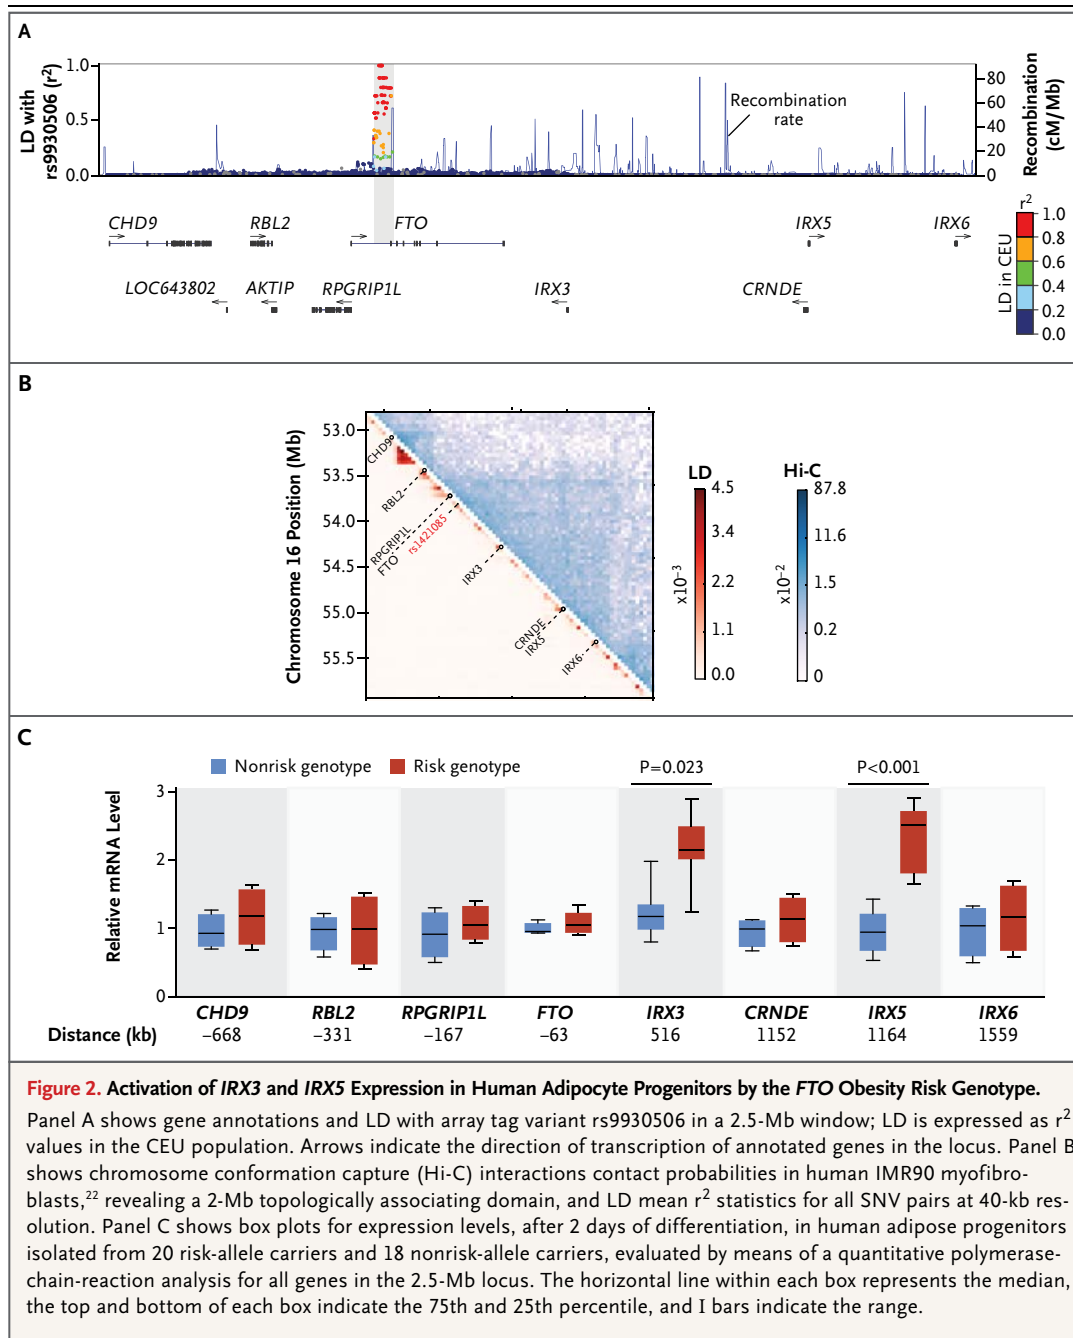 A
LD with
rs9930506 (r²)
1.0
0.5
0.0
Recombination
rate
80
60
40
20
0
Recombination
(cM/Mb)
CHD9
RBL2
FTO
IRX5
IRX6
LOC643802
AKTIP
RPGRIP1L
IRX3
CRNDE
r²
LD in CEU
1.0
0.8
0.6
0.4
0.2
0.0
B
Chromosome 16 Position (Mb)
53.0
53.5
54.0
54.5
55.0
55.5
CHD9
RBL2
RPGRIP1L
FTO
rs1421085
IRX3
CRNDE
IRX5
IRX6
LD
x10⁻³
4.5
3.4
2.2
1.1
0.0
Hi-C
x10⁻²
87.8
11.6
1.5
0.2
0
C
Nonrisk genotype Risk genotype
P=0.023
P<0.001
Relative mRNA Level
3
2
1
0
CHD9 RBL2 RPGRIP1L FTO IRX3 CRNDE IRX5 IRX6
Distance (kb) –668 –331 –167 –63 516 1152 1164 1559
Figure 2. Activation of IRX3 and IRX5 Expression in Human Adipocyte Progenitors by the FTO Obesity Risk Genotype.
Panel A shows gene annotations and LD with array tag variant rs9930506 in a 2.5-Mb window; LD is expressed as r²
values in the CEU population. Arrows indicate the direction of transcription of annotated genes in the locus. Panel B
shows chromosome conformation capture (Hi-C) interactions contact probabilities in human IMR90 myofibro-
blasts,²² revealing a 2-Mb topologically associating domain, and LD mean r² statistics for all SNV pairs at 40-kb res-
olution. Panel C shows box plots for expression levels, after 2 days of differentiation, in human adipose progenitors
isolated from 20 risk-allele carriers and 18 nonrisk-allele carriers, evaluated by means of a quantitative polymerase-
chain-reaction analysis for all genes in the 2.5-Mb locus. The horizontal line within each box represents the median,
the top and bottom of each box indicate the 75th and 25th percentile, and I bars indicate the range.